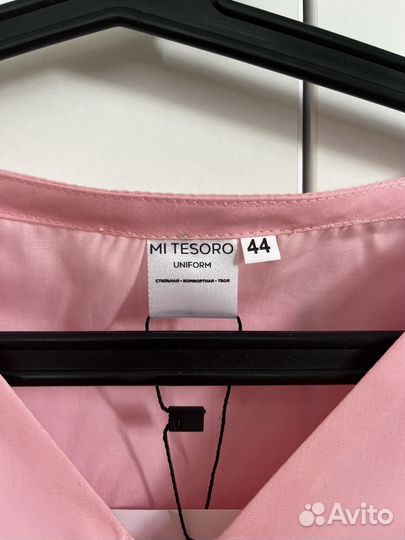 MI TESORO
44
UNIFORM
СТИЛЬНАЯ • КОМФОРТНАЯ • ТВОЯ
Avito